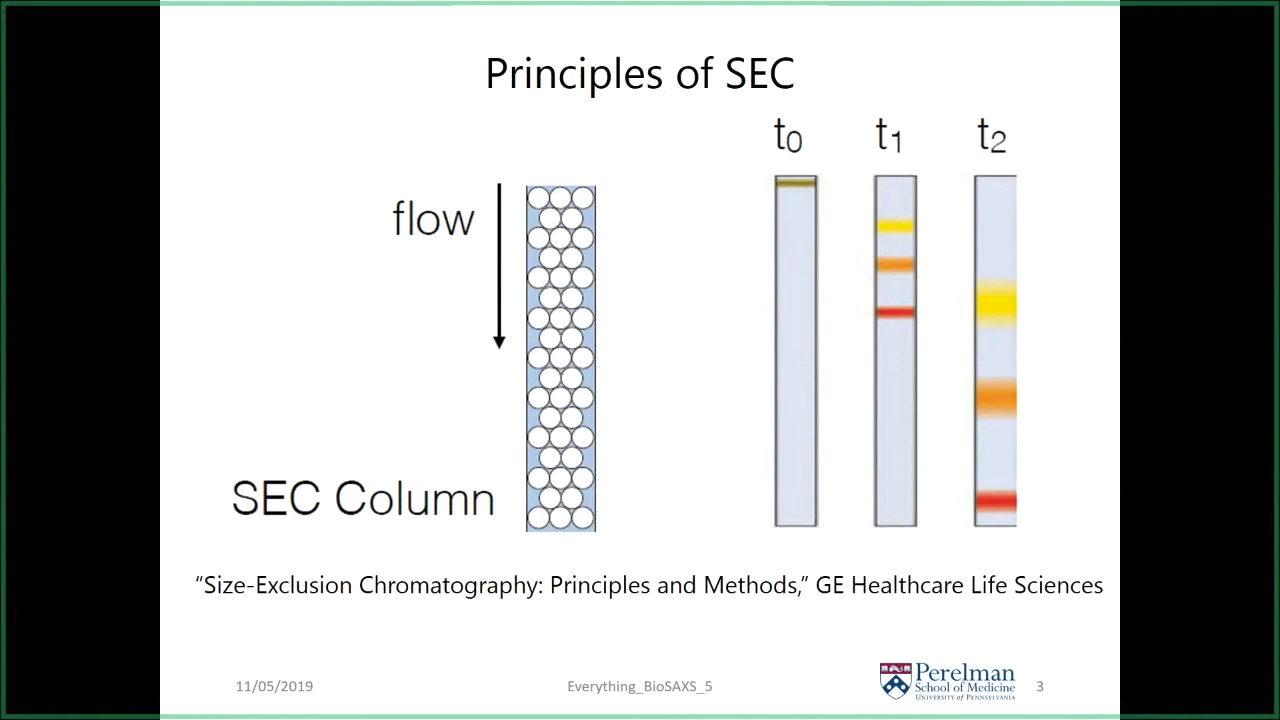 Principles of SEC
t0 t1 t2
flow
SEC Column
“Size-Exclusion Chromatography: Principles and Methods,” GE Healthcare Life Sciences
11/05/2019
Everything_BioSAXS_5
Perelman
School of Medicine
UNIVERSITY of PENNSYLVANIA
3